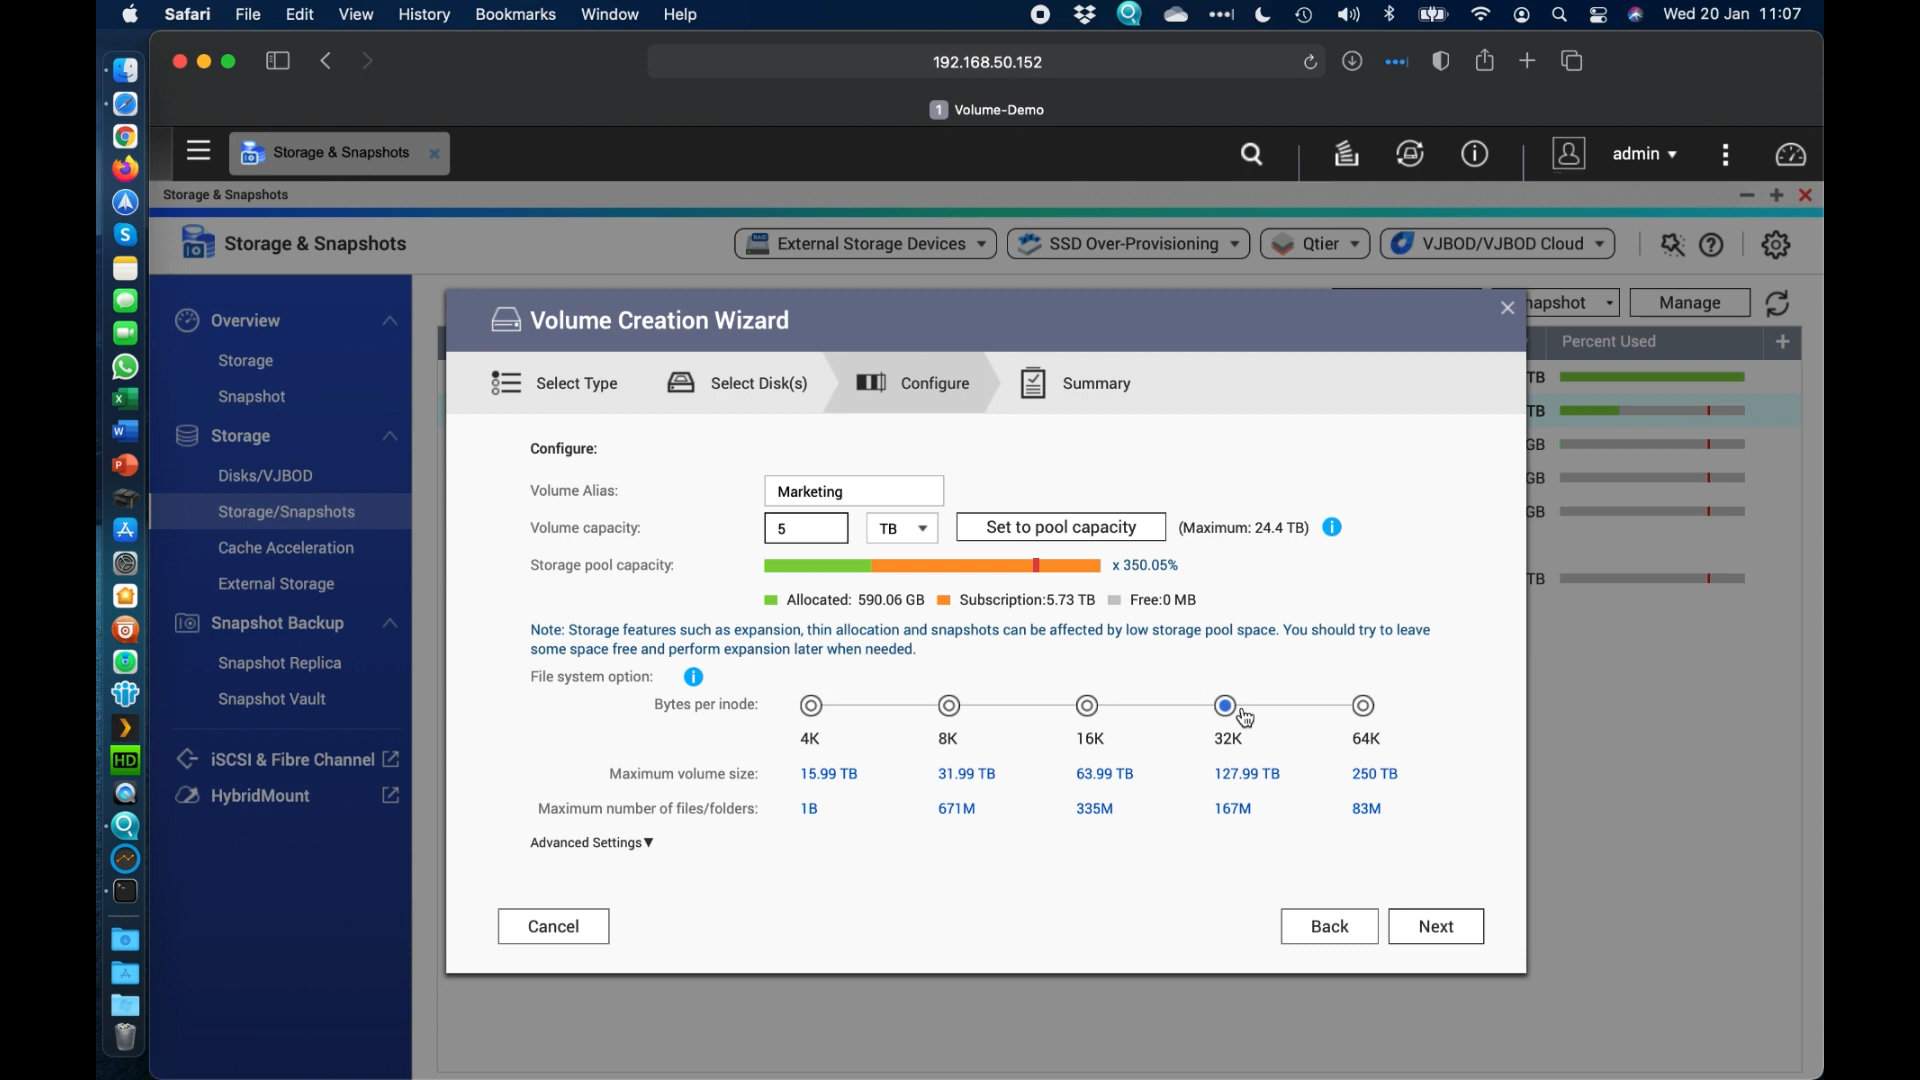 Safari File Edit View History Bookmarks Window Help Wed 20 Jan 11:07
192.168.50.152
1 Volume-Demo
Storage & Snapshots admin
Storage & Snapshots
Storage & Snapshots External Storage Devices SSD Over-Provisioning Qtier VJBOD/VJBOD Cloud
napshot Manage
Percent Used
Overview
Storage
Snapshot
Storage
Disks/VJBOD
Storage/Snapshots
Cache Acceleration
External Storage
Snapshot Backup
Snapshot Replica
Snapshot Vault
iSCSI & Fibre Channel
HybridMount
Volume Creation Wizard
Select Type Select Disk(s) Configure Summary
Configure:
Volume Alias: Marketing
Volume capacity: 5 TB Set to pool capacity (Maximum: 24.4 TB)
Storage pool capacity: x 350.05%
Allocated: 590.06 GB Subscription:5.73 TB Free:0 MB
Note: Storage features such as expansion, thin allocation and snapshots can be affected by low storage pool space. You should try to leave
some space free and perform expansion later when needed.
File system option:
Bytes per inode:
4K 8K 16K 32K 64K
Maximum volume size: 15.99 TB 31.99 TB 63.99 TB 127.99 TB 250 TB
Maximum number of files/folders: 1B 671M 335M 167M 83M
Advanced Settings▼
Cancel Back Next
TB
TB
GB
GB
GB
TB
HD